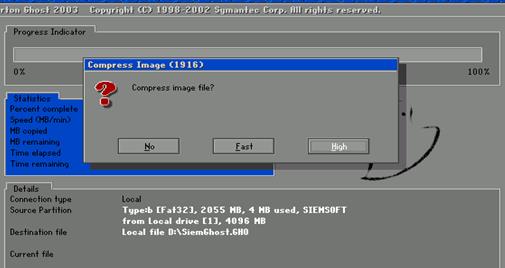 rton Ghost 2003   Copyright (C) 1998-2002 Symantec Corp. All rights reserved.
Progress Indicator
0%
100%
Compress Image (1916)
Compress image file?
No
Fast
High
Statistics
Percent complete
Speed (MB/min)
MB copied
MB remaining
Time elapsed
Time remaining
Details
Connection type Local
Source Partition Type:b [Fat32], 2055 MB, 4 MB used, SIEMSOFT
from Local drive [1], 4096 MB
Destination file Local file D:\SiemGhost.GHO
Current file